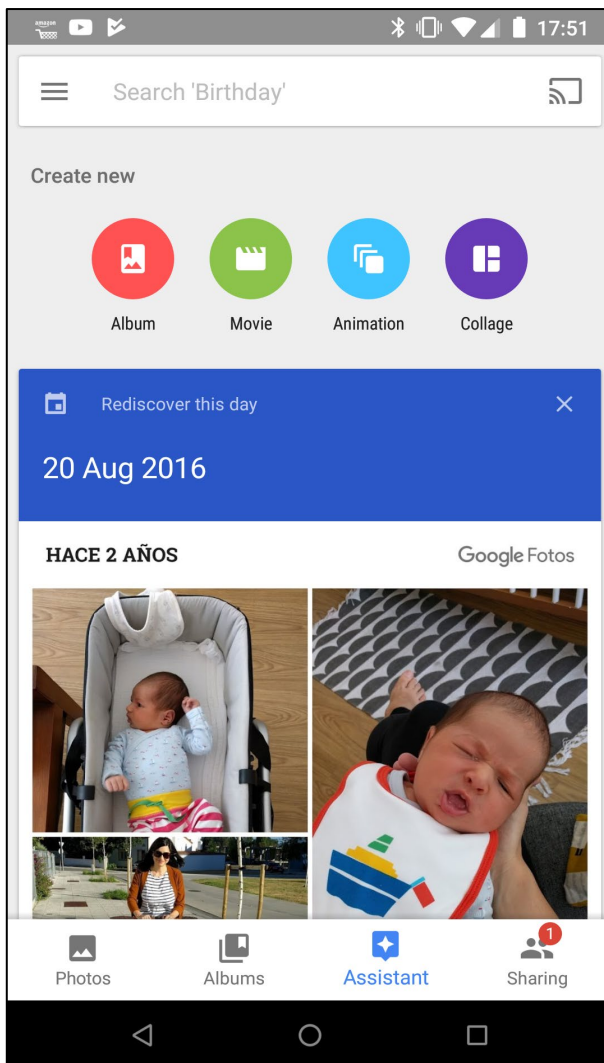 amazon
17:51
Search 'Birthday'
Create new
Album Movie Animation Collage
Rediscover this day
20 Aug 2016
HACE 2 AÑOS Google Fotos
Photos Albums Assistant Sharing
1